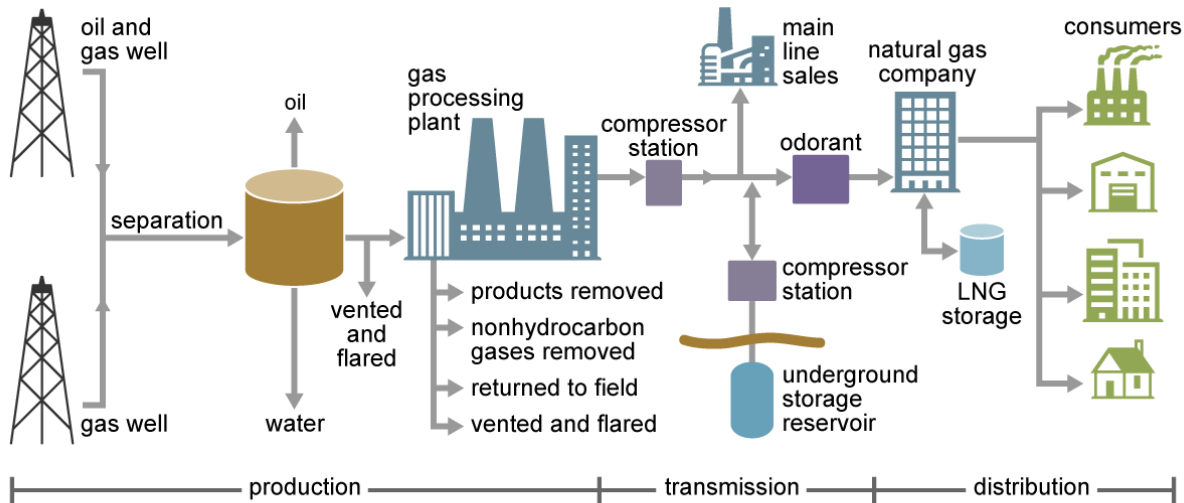 oil and
gas well
oil
separation
gas well
water
vented
and
flared
gas
processing
plant
products removed
nonhydrocarbon
gases removed
returned to field
vented and flared
compressor
station
main
line
sales
odorant
compressor
station
underground
storage
reservoir
natural gas
company
LNG
storage
consumers
production
transmission
distribution